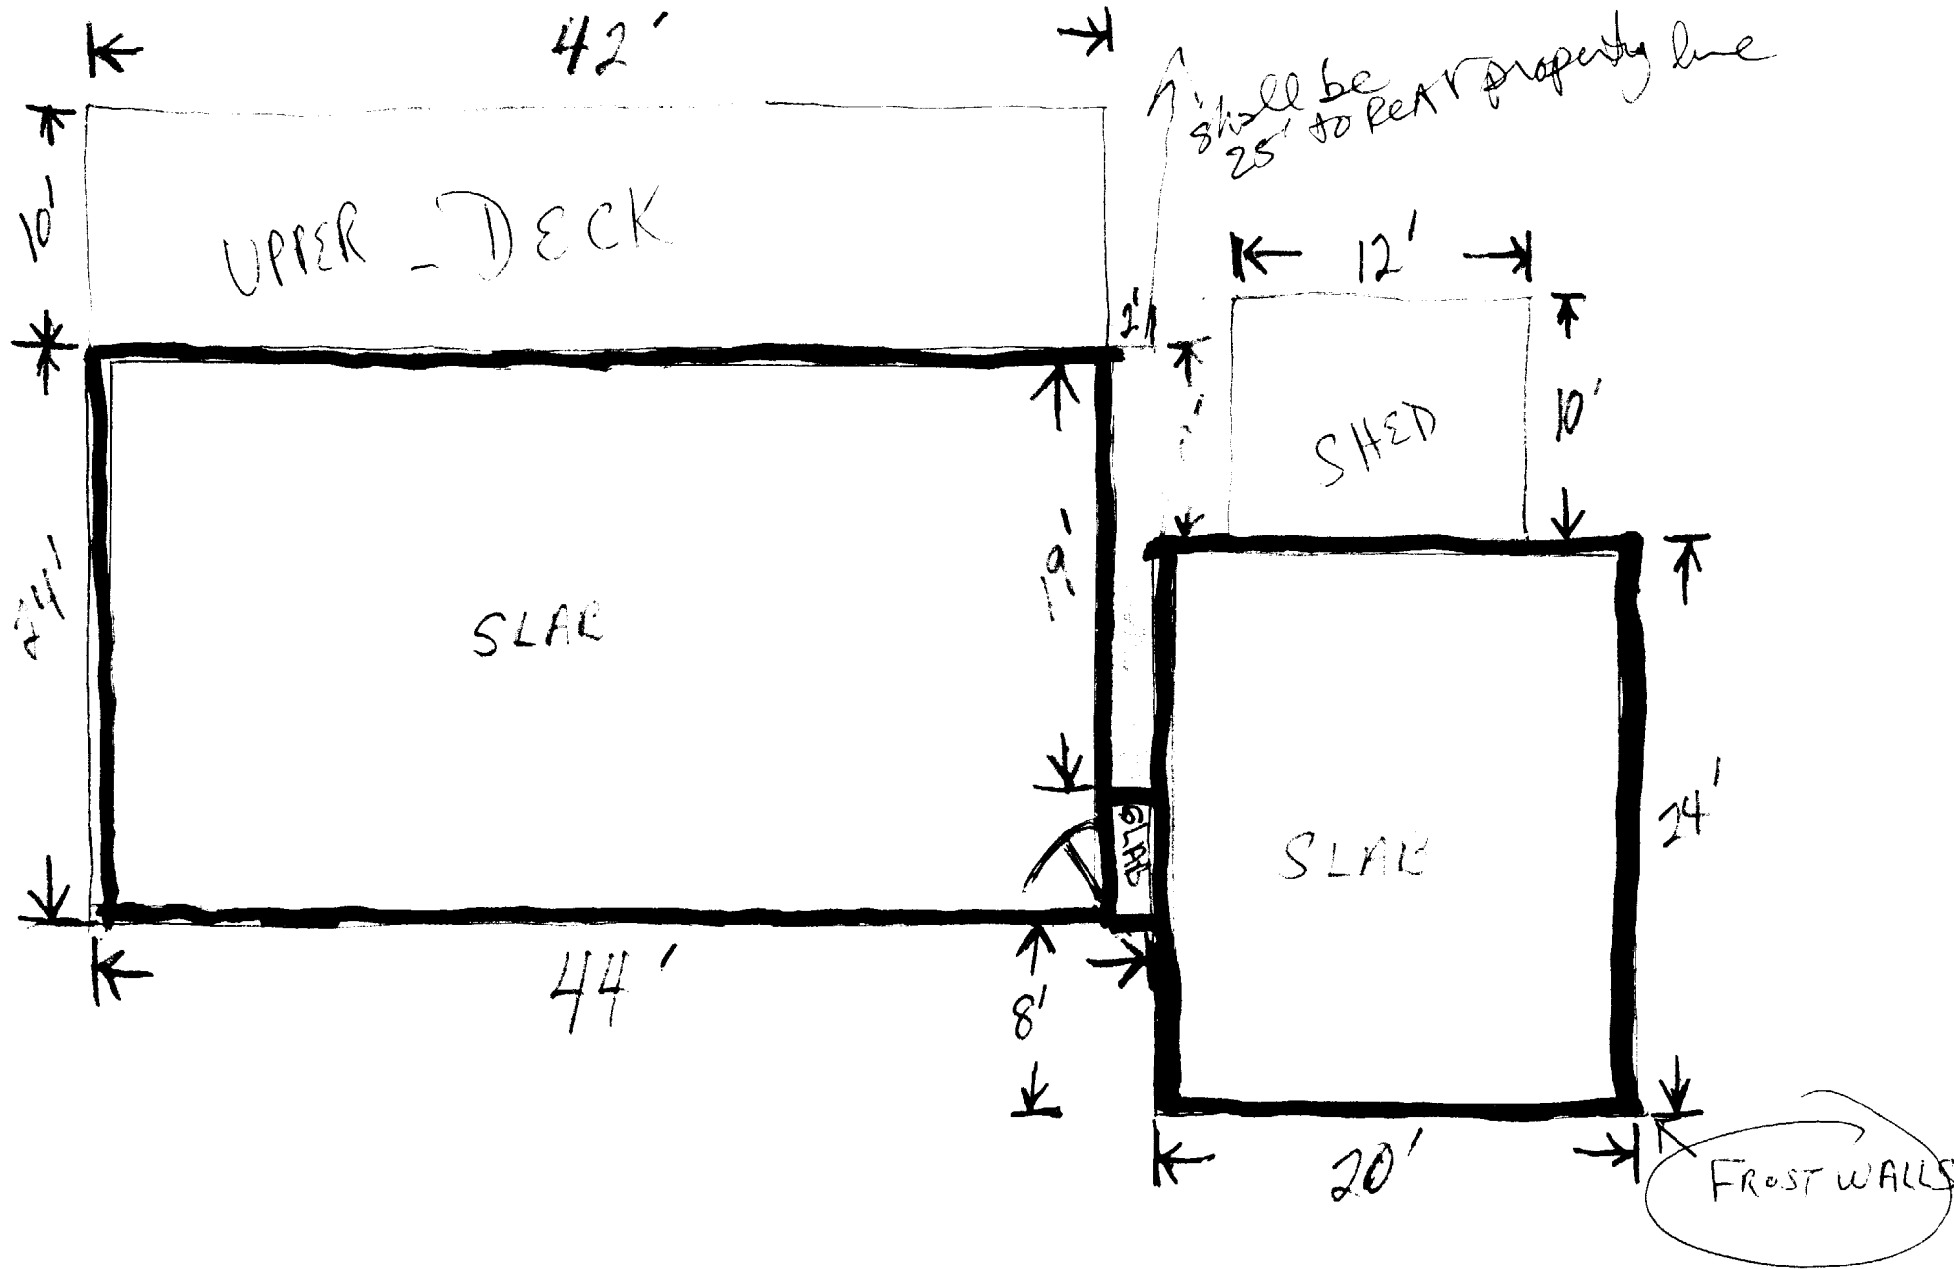 42'
shall be
25' to REAR property line
10'
UPPER - DECK
12'
2'
10'
SHED
19'
24'
SLAB
SLAB
24'
SLAB
44'
8'
20'
FROST WALLS